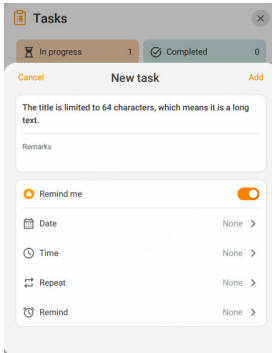 Tasks
In progress 1 Completed 0
Cancel New task Add
The title is limited to 64 characters, which means it is a long
text.
Remarks
Remind me
Date None
Time None
Repeat None
Remind None